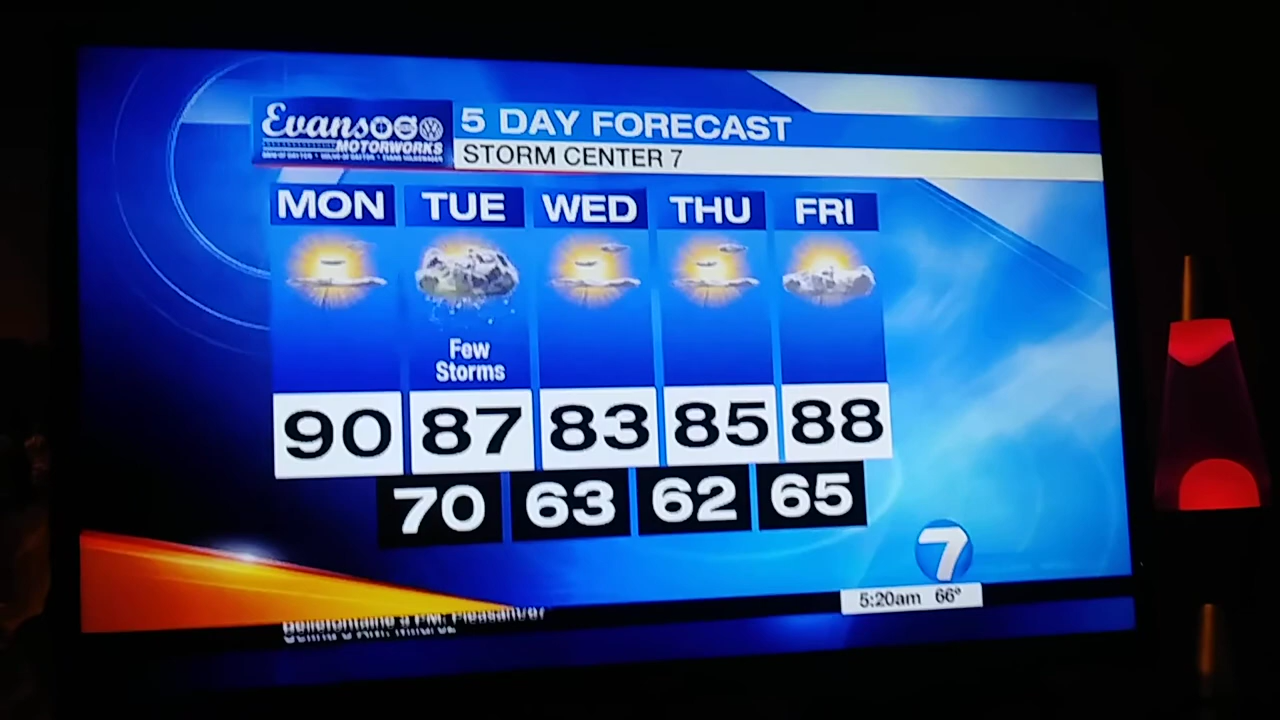 Evans
MOTORWORKS
5 DAY FORECAST
STORM CENTER 7
MON TUE WED THU FRI
Few
Storms
90 87 83 85 88
70 63 62 65
7
5:20am 66°
Bellefontaine